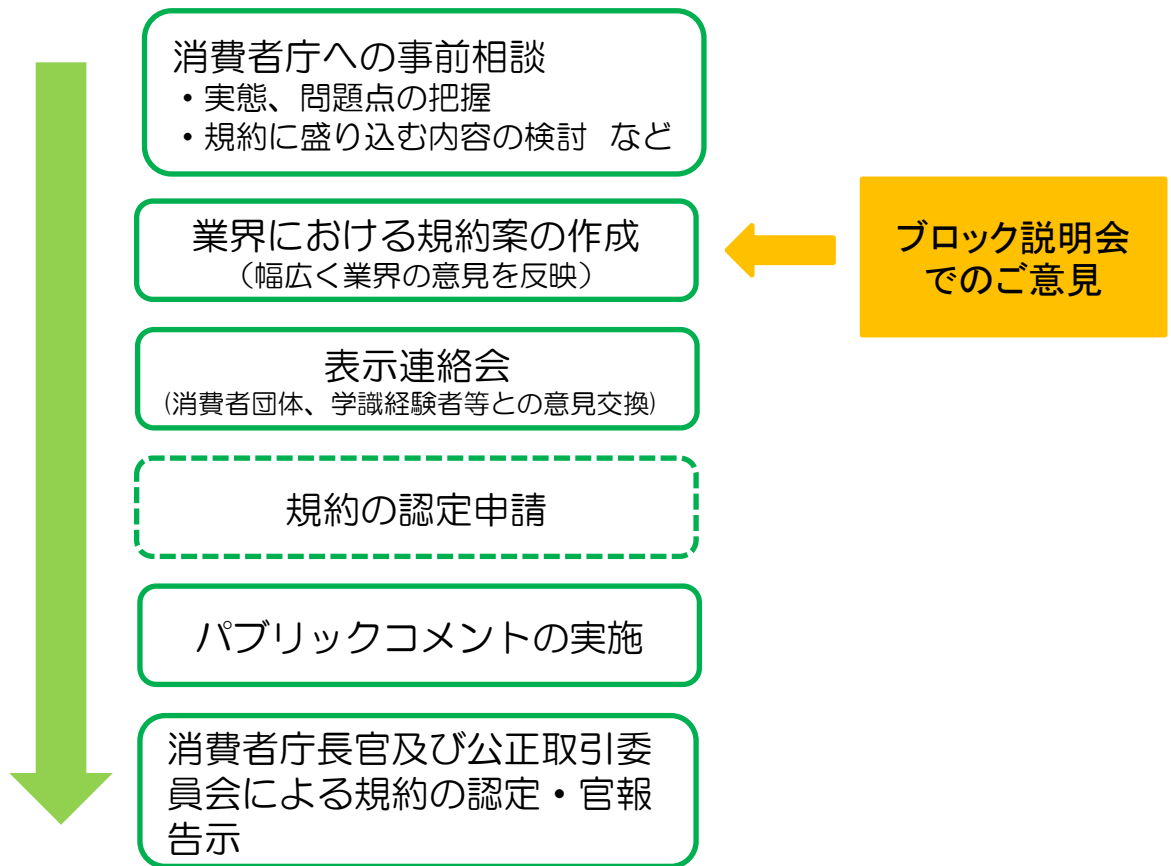 消費者庁への事前相談
・実態、問題点の把握
・規約に盛り込む内容の検討 など
業界における規約案の作成
（幅広く業界の意見を反映）
ブロック説明会
でのご意見
表示連絡会
(消費者団体、学識経験者等との意見交換)
規約の認定申請
パブリックコメントの実施
消費者庁長官及び公正取引委
員会による規約の認定・官報
告示